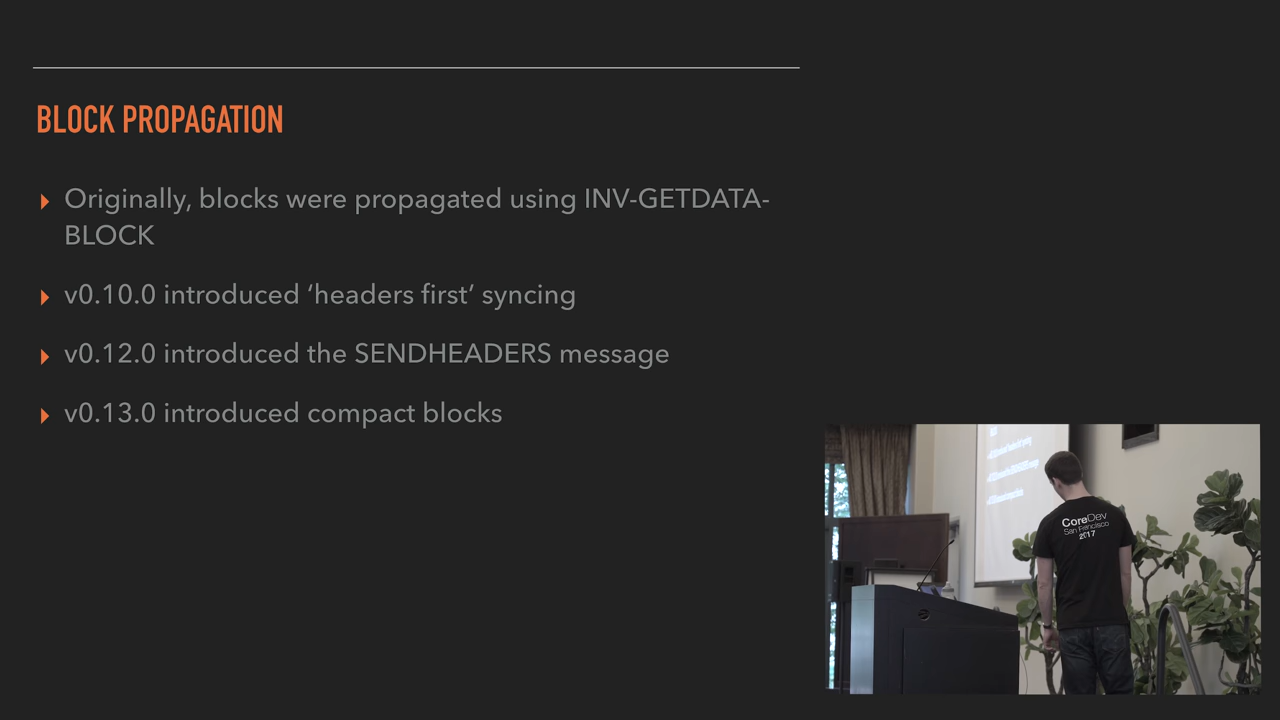 BLOCK PROPAGATION
Originally, blocks were propagated using INV-GETDATA-
BLOCK
v0.10.0 introduced ‘headers first’ syncing
v0.12.0 introduced the SENDHEADERS message
v0.13.0 introduced compact blocks
CoreDev
San Francisco
2017